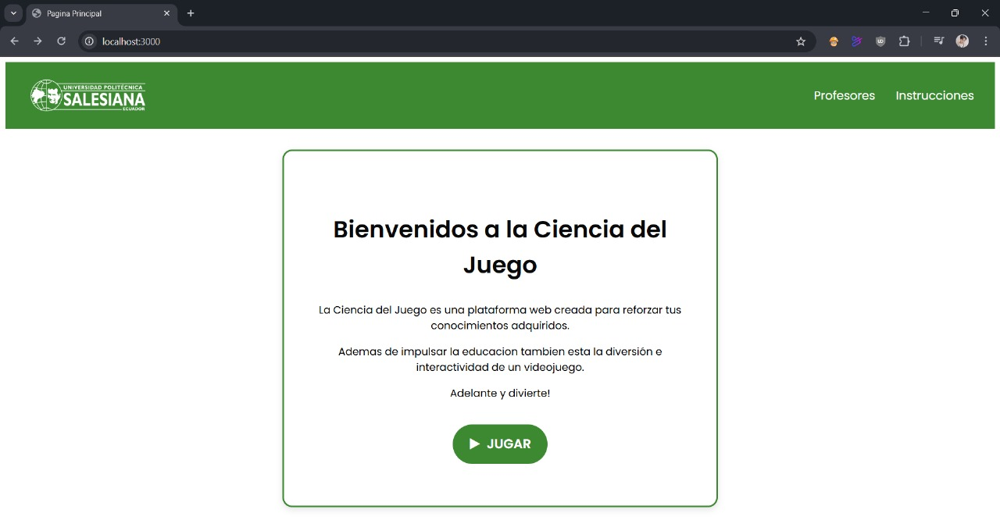 Pagina Principal
localhost:3000
UNIVERSIDAD POLITÉCNICA
SALESIANA
ECUADOR
Profesores Instrucciones
Bienvenidos a la Ciencia del
Juego
La Ciencia del Juego es una plataforma web creada para reforzar tus
conocimientos adquiridos.
Ademas de impulsar la educacion tambien esta la diversión e
interactividad de un videojuego.
Adelante y divierte!
JUGAR